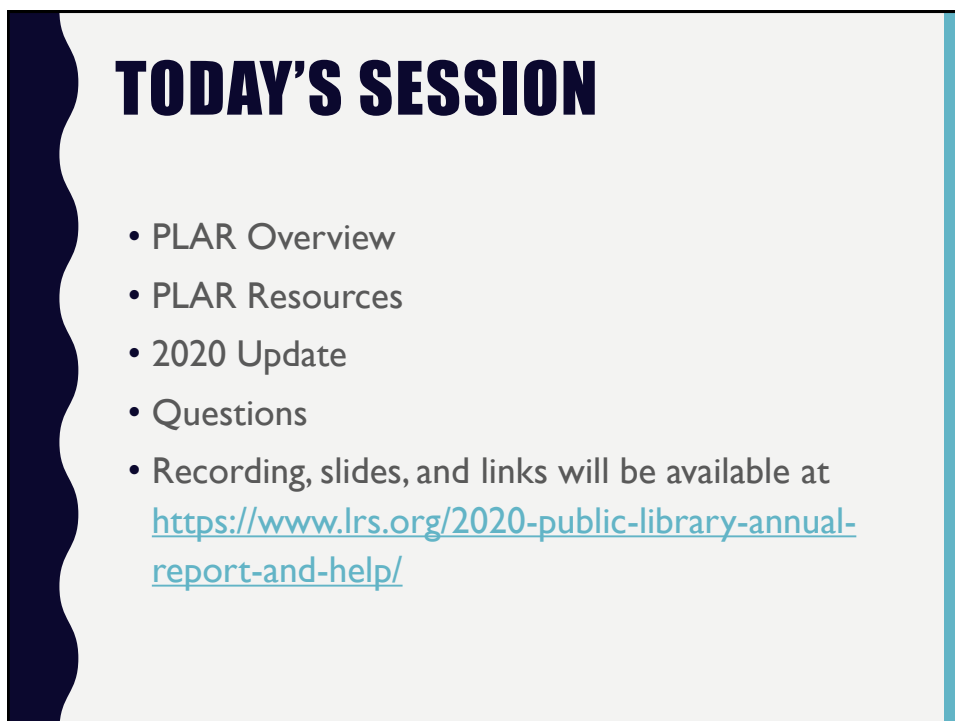 TODAY'S SESSION
• PLAR Overview
• PLAR Resources
• 2020 Update
• Questions
• Recording, slides, and links will be available at
https://www.lrs.org/2020-public-library-annual-
report-and-help/